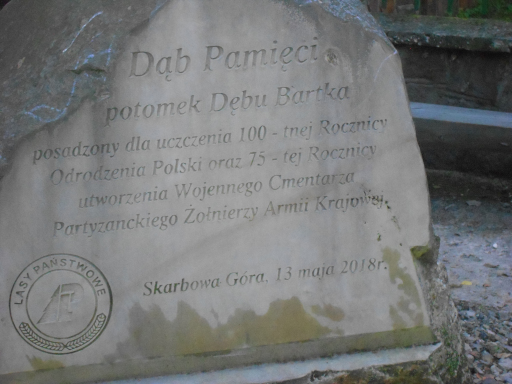 Dąb Pamięci
potomek Dębu Bartka
posadzony dla uczczenia 100 - tnej Rocznicy
Odrodzenia Polski oraz 75 - tej Rocznicy
utworzenia Wojennego Cmentarza
Partyzanckiego Żołnierzy Armii Krajowej.
Skarbowa Góra, 13 maja 2018r.
LASY PAŃSTWOWE